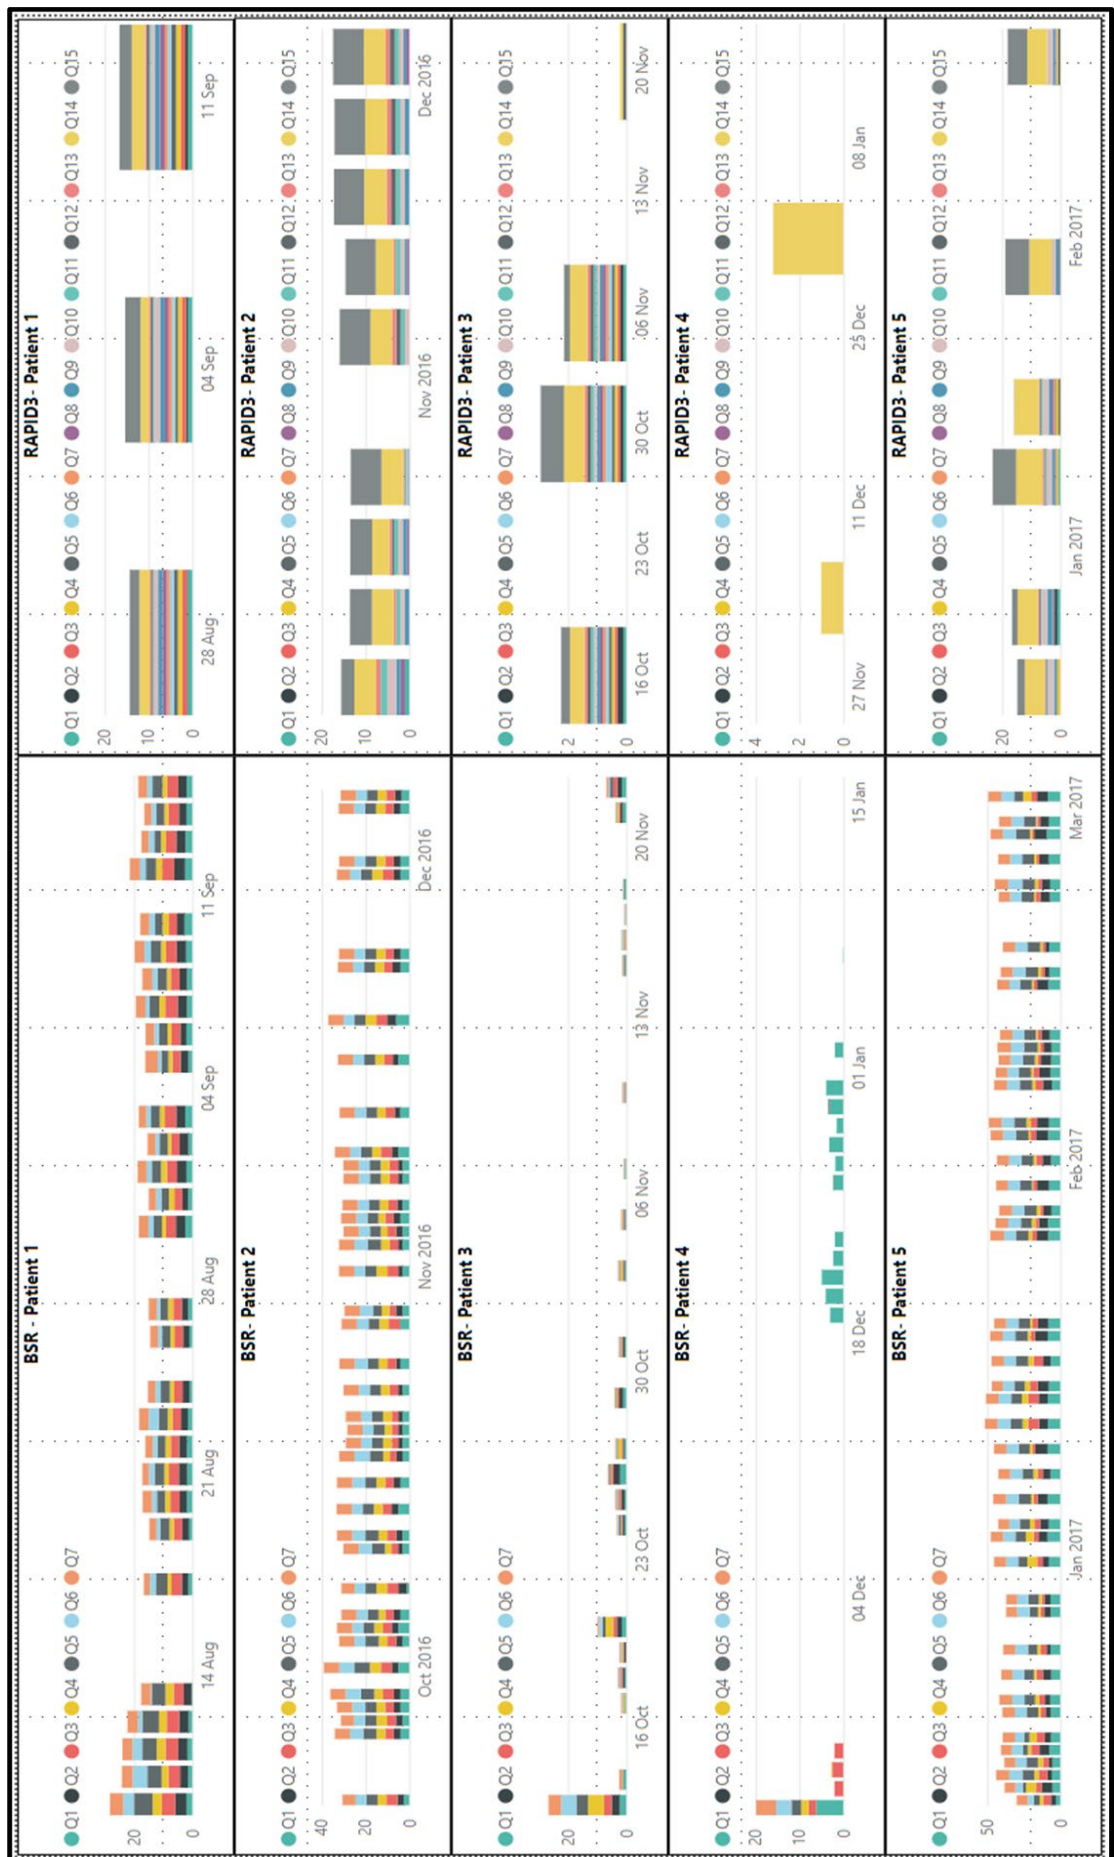 BSR - Patient 1
Q1 Q2 Q3 Q4 Q5 Q6 Q7
20
0
14 Aug 21 Aug 28 Aug 04 Sep 11 Sep
RAPID3- Patient 1
Q1 Q2 Q3 Q4 Q5 Q6 Q7 Q8 Q9 Q10 Q11 Q12 Q13 Q14 Q15
20
10
0
28 Aug 04 Sep 11 Sep
BSR- Patient 2
Q1 Q2 Q3 Q4 Q5 Q6 Q7
40
20
0
Oct 2016 Nov 2016 Dec 2016
RAPID3- Patient 2
Q1 Q2 Q3 Q4 Q5 Q6 Q7 Q8 Q9 Q10 Q11 Q12 Q13 Q14 Q15
20
10
0
Nov 2016 Dec 2016
BSR- Patient 3
Q1 Q2 Q3 Q4 Q5 Q6 Q7
20
0
16 Oct 23 Oct 30 Oct 06 Nov 13 Nov 20 Nov
RAPID3- Patient 3
Q1 Q2 Q3 Q4 Q5 Q6 Q7 Q8 Q9 Q10 Q11 Q12 Q13 Q14 Q15
2
0
16 Oct 23 Oct 30 Oct 06 Nov 13 Nov 20 Nov
BSR- Patient 4
Q1 Q2 Q3 Q4 Q5 Q6 Q7
20
10
0
04 Dec 18 Dec 01 Jan 15 Jan
RAPID3- Patient 4
Q1 Q2 Q3 Q4 Q5 Q6 Q7 Q8 Q9 Q10 Q11 Q12 Q13 Q14 Q15
4
2
0
27 Nov 11 Dec 25 Dec 08 Jan
BSR- Patient 5
Q1 Q2 Q3 Q4 Q5 Q6 Q7
50
0
Jan 2017 Feb 2017 Mar 2017
RAPID3- Patient 5
Q1 Q2 Q3 Q4 Q5 Q6 Q7 Q8 Q9 Q10 Q11 Q12 Q13 Q14 Q15
20
0
Jan 2017 Feb 2017